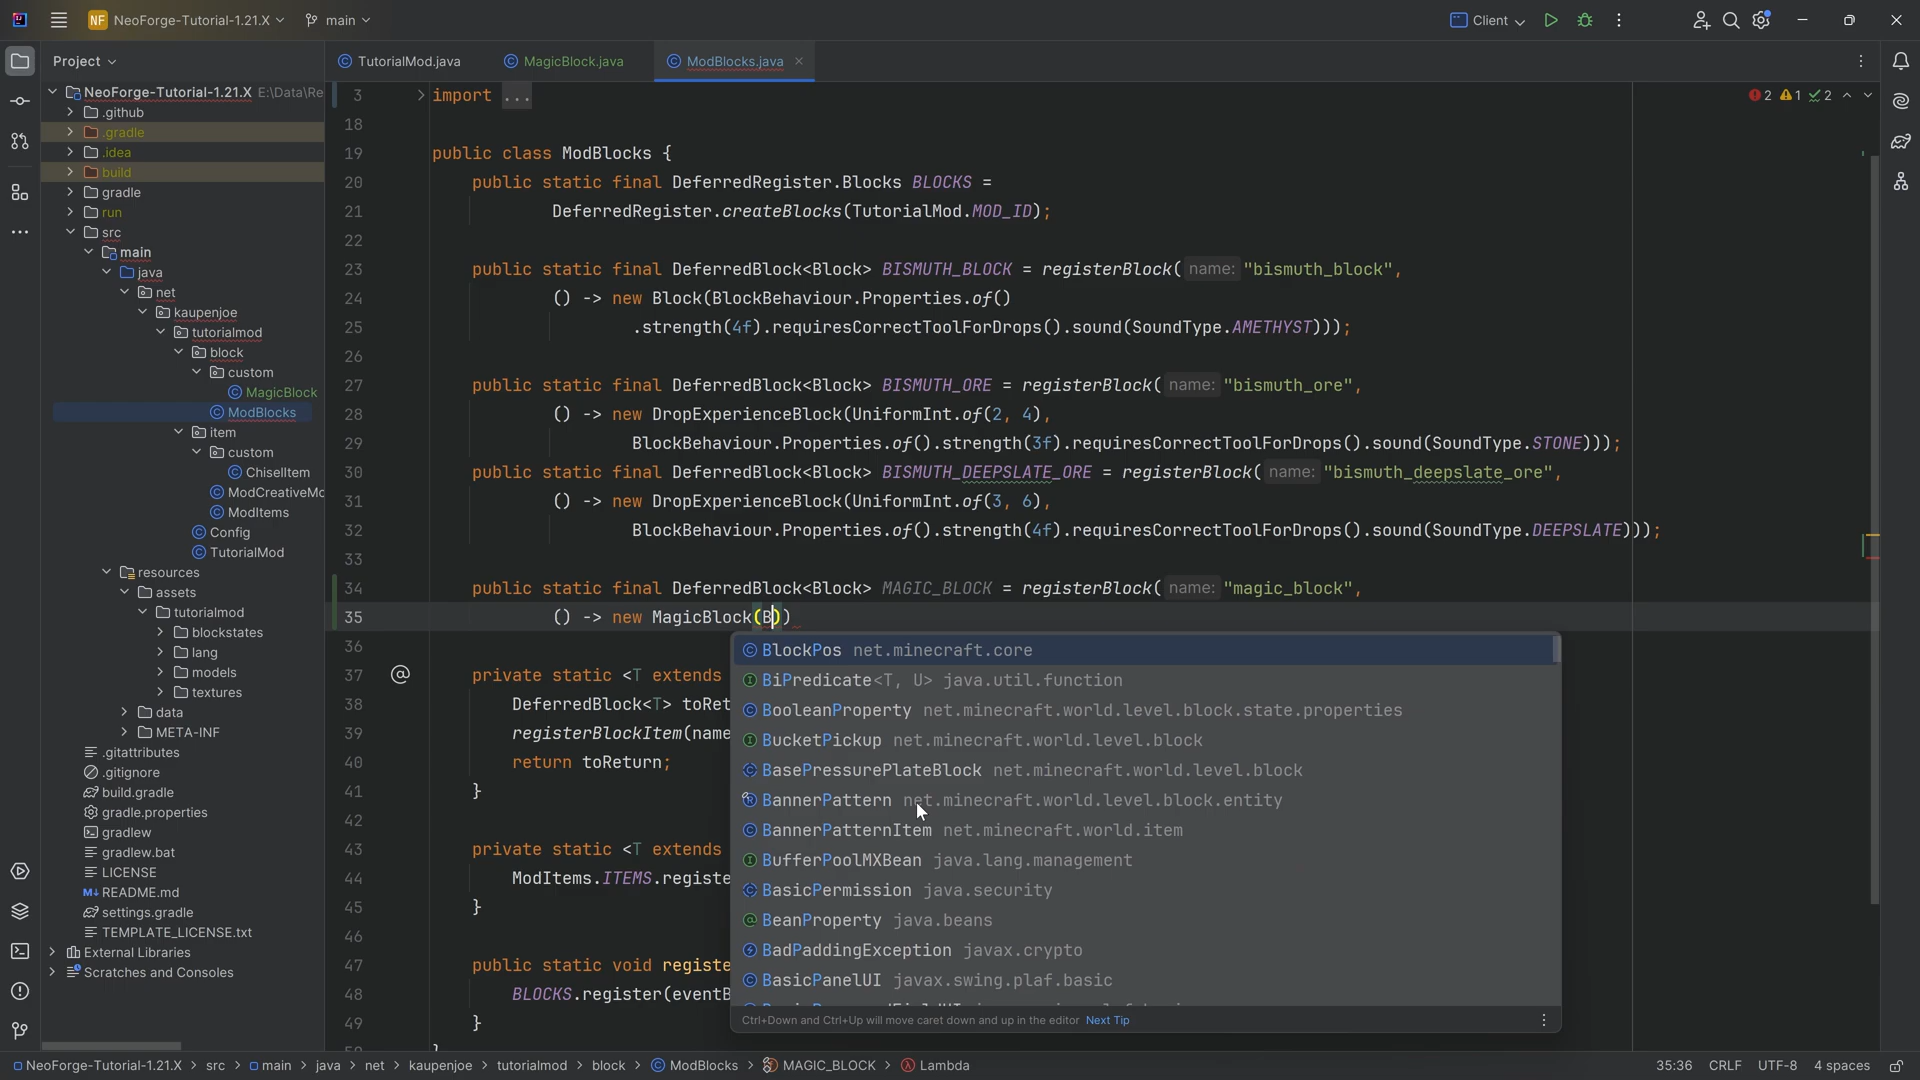 NF NeoForge-Tutorial-1.21.X main Client
Project
TutorialMod.java MagicBlock.java ModBlocks.java
NeoForge-Tutorial-1.21.X E:\Data\Re
.github
.gradle
.idea
build
gradle
run
src
main
java
net
kaupenjoe
tutorialmod
block
custom
MagicBlock
ModBlocks
item
custom
ChiselItem
ModCreativeMo
ModItems
Config
TutorialMod
resources
assets
tutorialmod
blockstates
lang
models
textures
data
META-INF
.gitattributes
.gitignore
build.gradle
gradle.properties
gradlew
gradlew.bat
LICENSE
README.md
settings.gradle
TEMPLATE_LICENSE.txt
External Libraries
Scratches and Consoles
2 1 2
3 import ...
18
19 public class ModBlocks {
20 public static final DeferredRegister.Blocks BLOCKS =
21 DeferredRegister.createBlocks(TutorialMod.MOD_ID);
22
23 public static final DeferredBlock<Block> BISMUTH_BLOCK = registerBlock( name: "bismuth_block",
24 () -> new Block(BlockBehaviour.Properties.of()
25 .strength(4f).requiresCorrectToolForDrops().sound(SoundType.AMETHYST)));
26
27 public static final DeferredBlock<Block> BISMUTH_ORE = registerBlock( name: "bismuth_ore",
28 () -> new DropExperienceBlock(UniformInt.of(2, 4),
29 BlockBehaviour.Properties.of().strength(3f).requiresCorrectToolForDrops().sound(SoundType.STONE)));
30 public static final DeferredBlock<Block> BISMUTH_DEEPSLATE_ORE = registerBlock( name: "bismuth_deepslate_ore",
31 () -> new DropExperienceBlock(UniformInt.of(3, 6),
32 BlockBehaviour.Properties.of().strength(4f).requiresCorrectToolForDrops().sound(SoundType.DEEPSLATE)));
33
34 public static final DeferredBlock<Block> MAGIC_BLOCK = registerBlock( name: "magic_block",
35 () -> new MagicBlock(B))
36
37 private static <T extends
38 DeferredBlock<T> toRet
39 registerBlockItem(name
40 return toReturn;
41 }
42
43 private static <T extends
44 ModItems.ITEMS.registe
45 }
46
47 public static void registe
48 BLOCKS.register(eventB
49 }
50 }
BlockPos net.minecraft.core
BiPredicate<T, U> java.util.function
BooleanProperty net.minecraft.world.level.block.state.properties
BucketPickup net.minecraft.world.level.block
BasePressurePlateBlock net.minecraft.world.level.block
BannerPattern net.minecraft.world.level.block.entity
BannerPatternItem net.minecraft.world.item
BufferPoolMXBean java.lang.management
BasicPermission java.security
BeanProperty java.beans
BadPaddingException javax.crypto
BasicPanelUI javax.swing.plaf.basic
Ctrl+Down and Ctrl+Up will move caret down and up in the editor Next Tip
NeoForge-Tutorial-1.21.X > src > main > java > net > kaupenjoe > tutorialmod > block > ModBlocks > MAGIC_BLOCK > Lambda 35:36 CRLF UTF-8 4 spaces